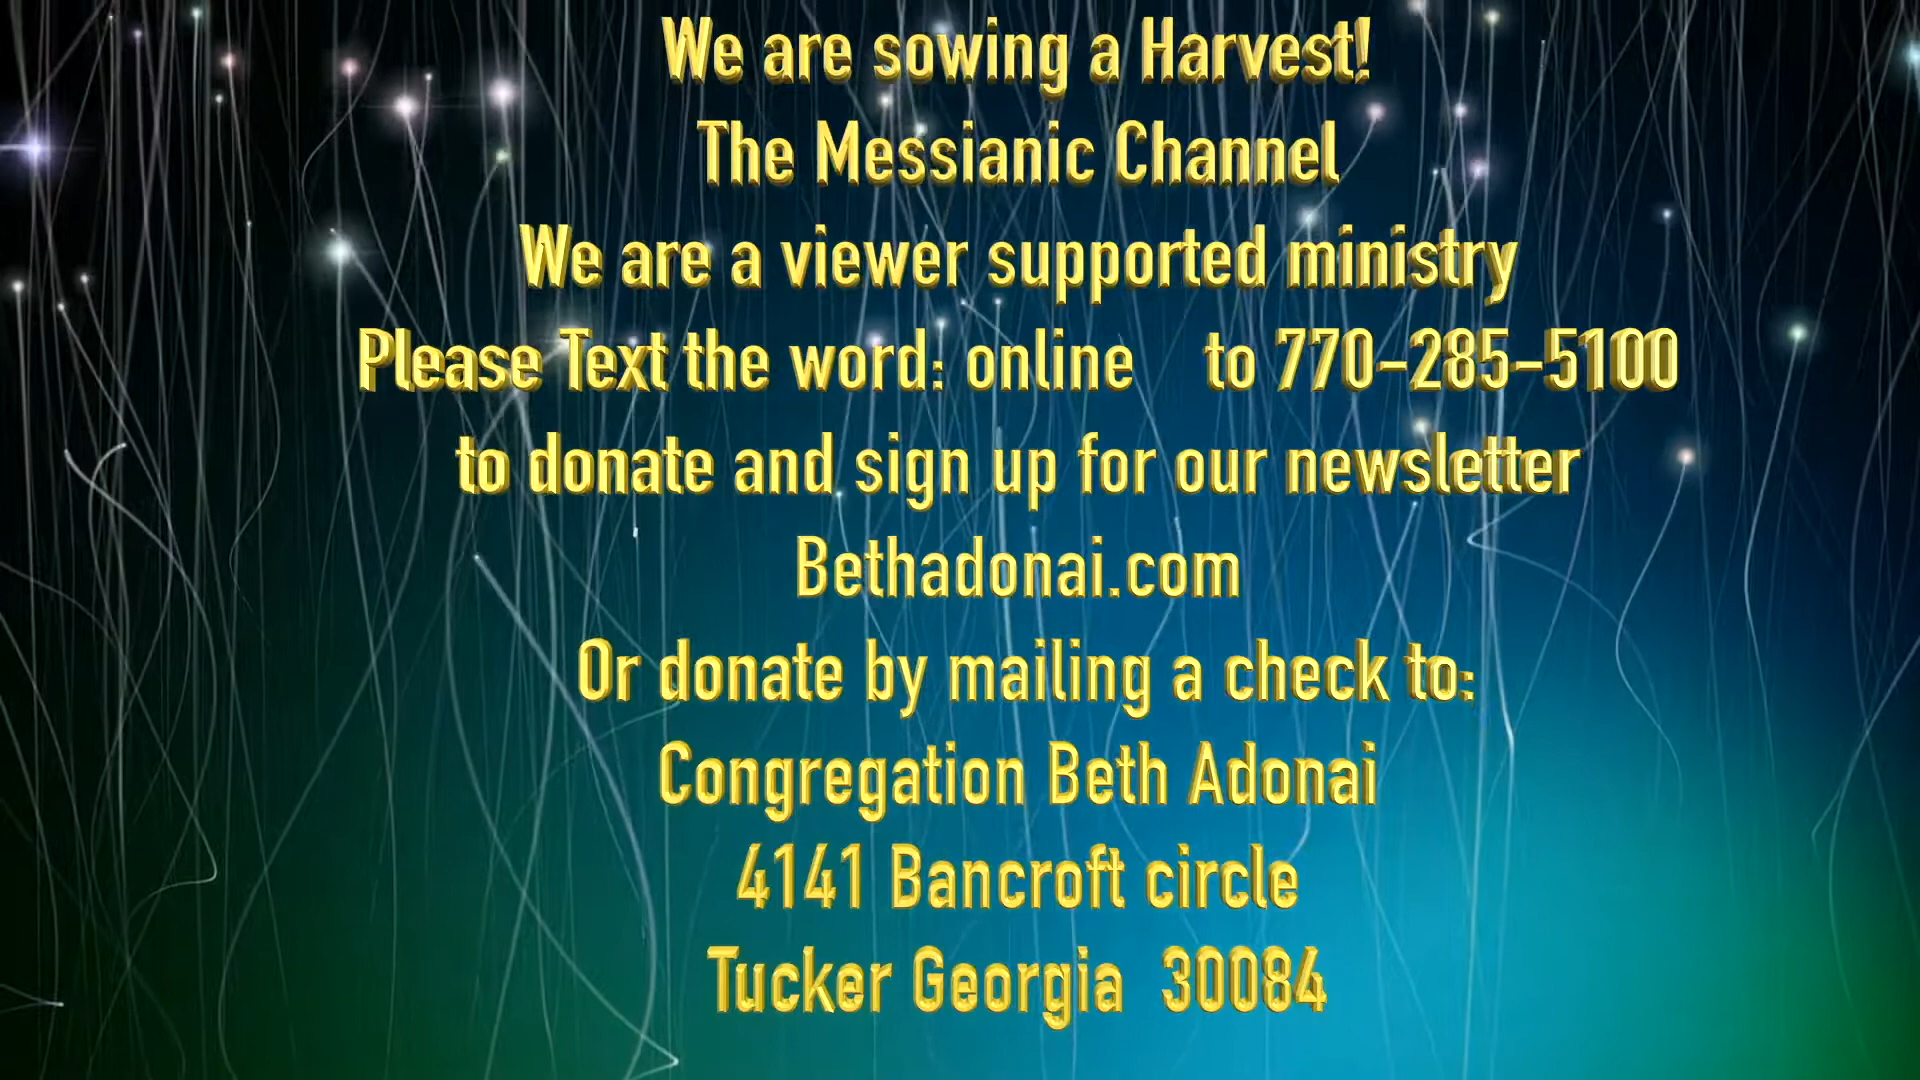 We are sowing a Harvest!
The Messianic Channel
We are a viewer supported ministry
Please Text the word: online to 770-285-5100
to donate and sign up for our newsletter
Bethadonai.com
Or donate by mailing a check to:
Congregation Beth Adonai
4141 Bancroft circle
Tucker Georgia 30084